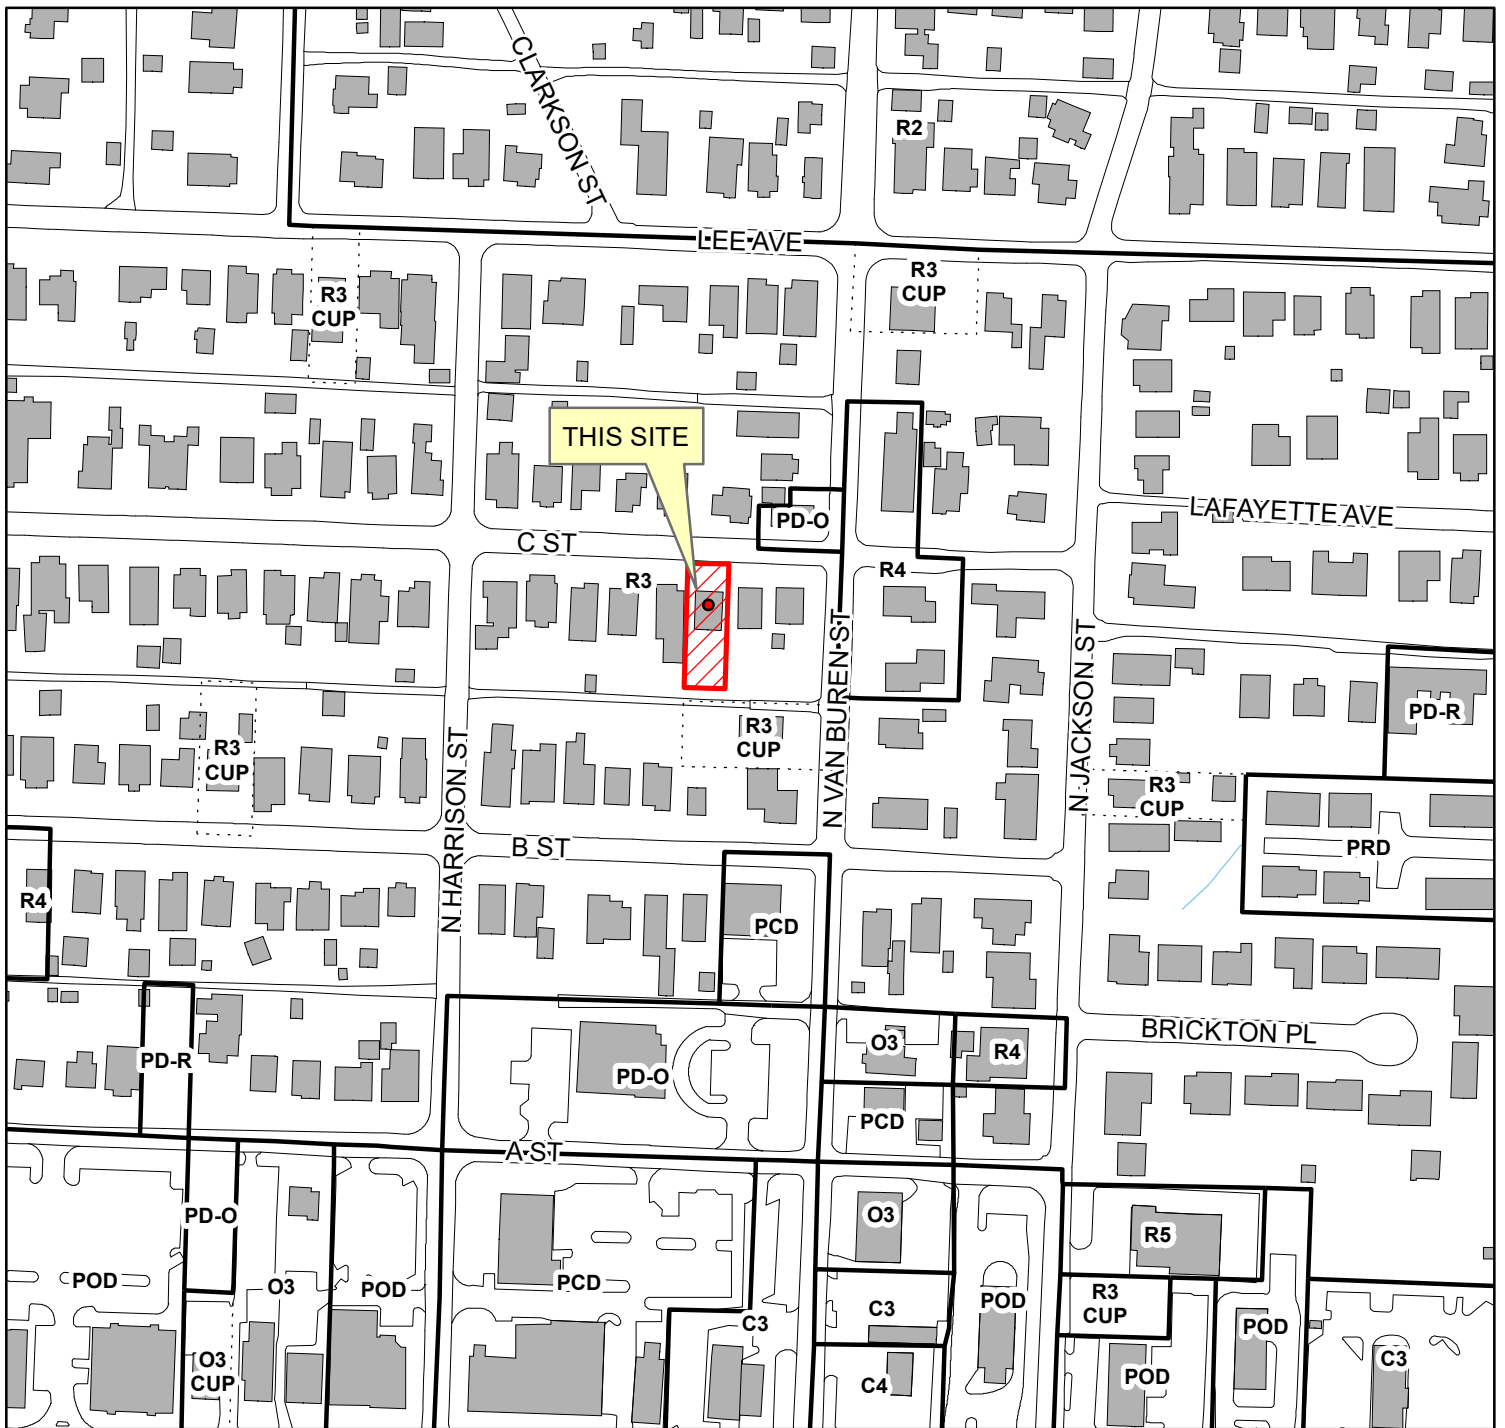 CLARKSON ST
R2
LEE AVE
R3
CUP
R3
CUP
THIS SITE
PD-O
LAFAYETTE AVE
C ST
R3
R4
N VAN BUREN ST
N JACKSON ST
PD-R
R3
CUP
R3
CUP
N HARRISON ST
R3
CUP
B ST
PRD
R4
PCD
BRICKTON PL
O3
R4
PD-R
PD-O
PCD
A ST
PD-O
O3
R5
POD
O3
POD
PCD
C3
C3
POD
R3
CUP
POD
O3
CUP
C4
POD
C3